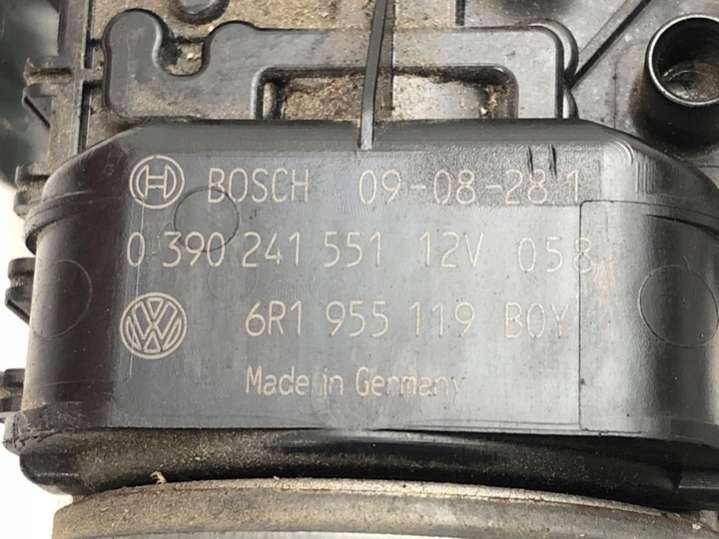 BOSCH 09-08-28 1
0 390 241 551 12V 058
6R1 955 119 BOY
Made in Germany